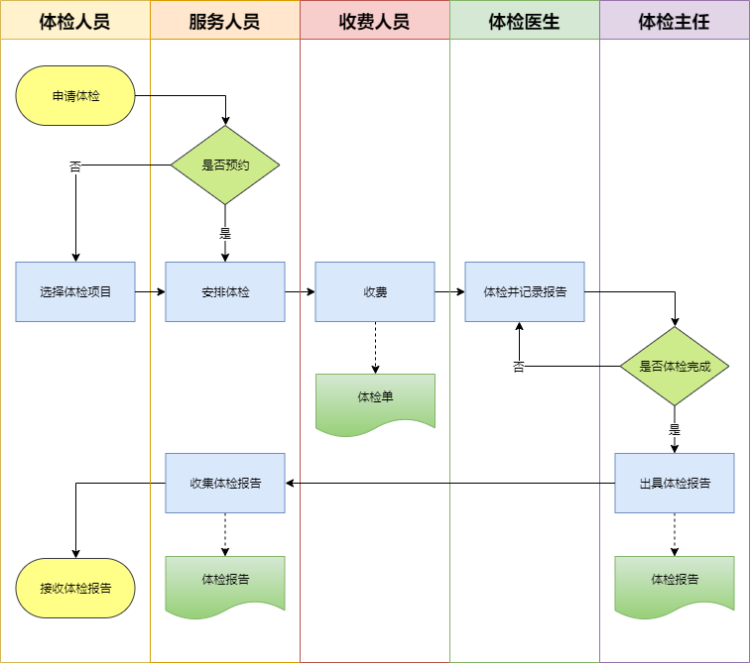 体检人员
服务人员
收费人员
体检医生
体检主任
申请体检
是否预约
否
是
选择体检项目
安排体检
收费
体检并记录报告
是否体检完成
否
体检单
是
收集体检报告
出具体检报告
接收体检报告
体检报告
体检报告